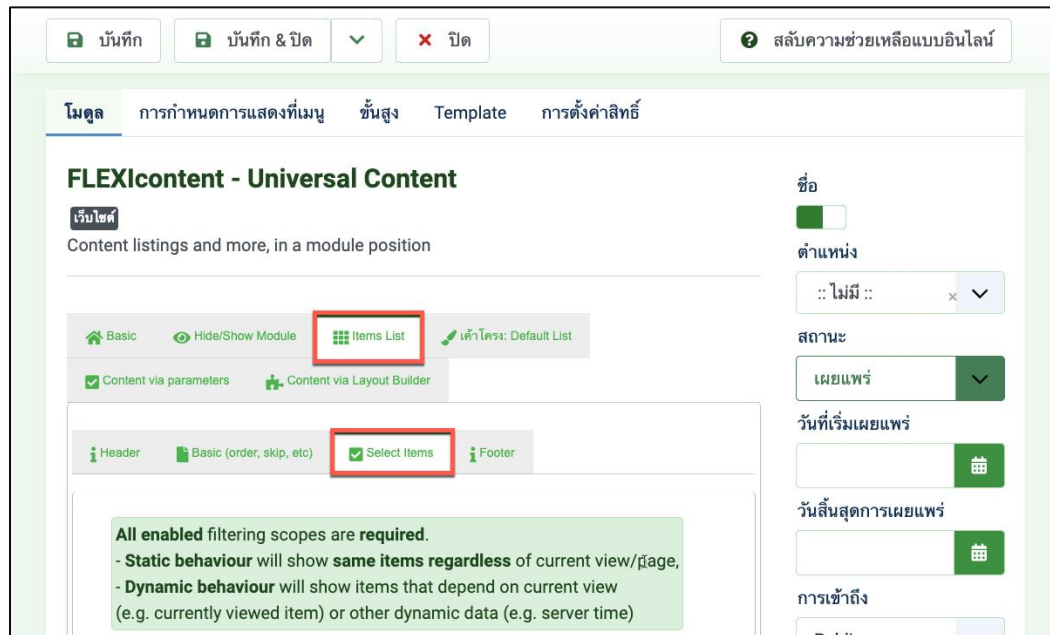 บันทึก บันทึก & ปิด ปิด สลับความช่วยเหลือแบบอินไลน์
โมดูล การกำหนดการแสดงที่เมนู ขั้นสูง Template การตั้งค่าสิทธิ์
FLEXIcontent - Universal Content
เว็บไซต์
Content listings and more, in a module position
Basic Hide/Show Module Items List เค้าโครง: Default List
Content via parameters Content via Layout Builder
Header Basic (order, skip, etc) Select Items Footer
All enabled filtering scopes are required.
- Static behaviour will show same items regardless of current view/page,
- Dynamic behaviour will show items that depend on current view
(e.g. currently viewed item) or other dynamic data (e.g. server time)
ชื่อ
ตำแหน่ง
:: ไม่มี ::
สถานะ
เผยแพร่
วันที่เริ่มเผยแพร่
วันสิ้นสุดการเผยแพร่
การเข้าถึง